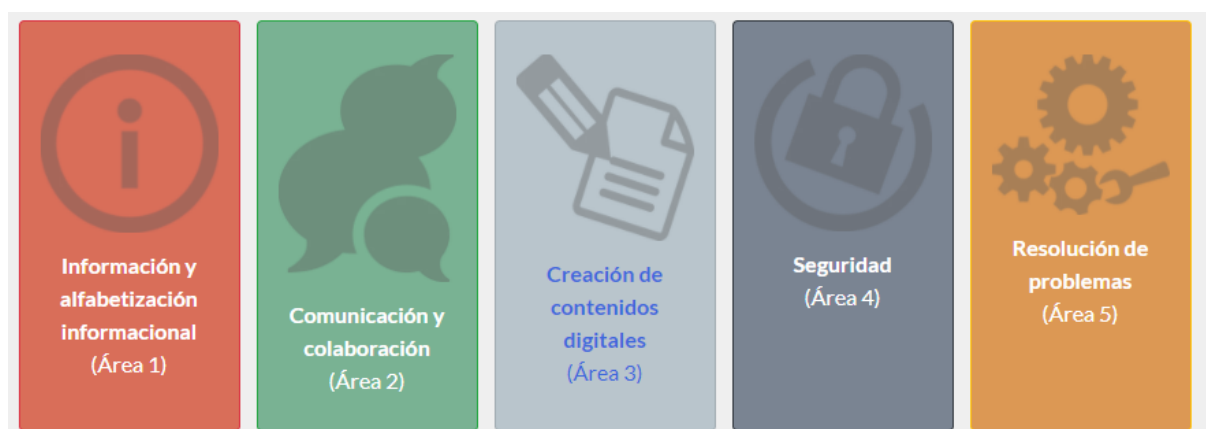 Información y
alfabetización
informacional
(Área 1)
Comunicación y
colaboración
(Área 2)
Creación de
contenidos
digitales
(Área 3)
Seguridad
(Área 4)
Resolución de
problemas
(Área 5)